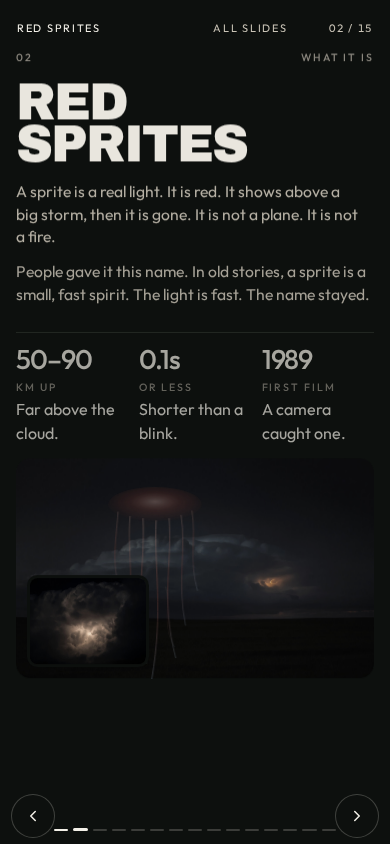 RED SPRITES
ALL SLIDES
02 / 15
02
WHAT IT IS
RED
SPRITES
A sprite is a real light. It is red. It shows above a
big storm, then it is gone. It is not a plane. It is not
a fire.
People gave it this name. In old stories, a sprite is a
small, fast spirit. The light is fast. The name stayed.
50–90
KM UP
Far above the
cloud.
0.1s
OR LESS
Shorter than a
blink.
1989
FIRST FILM
A camera
caught one.